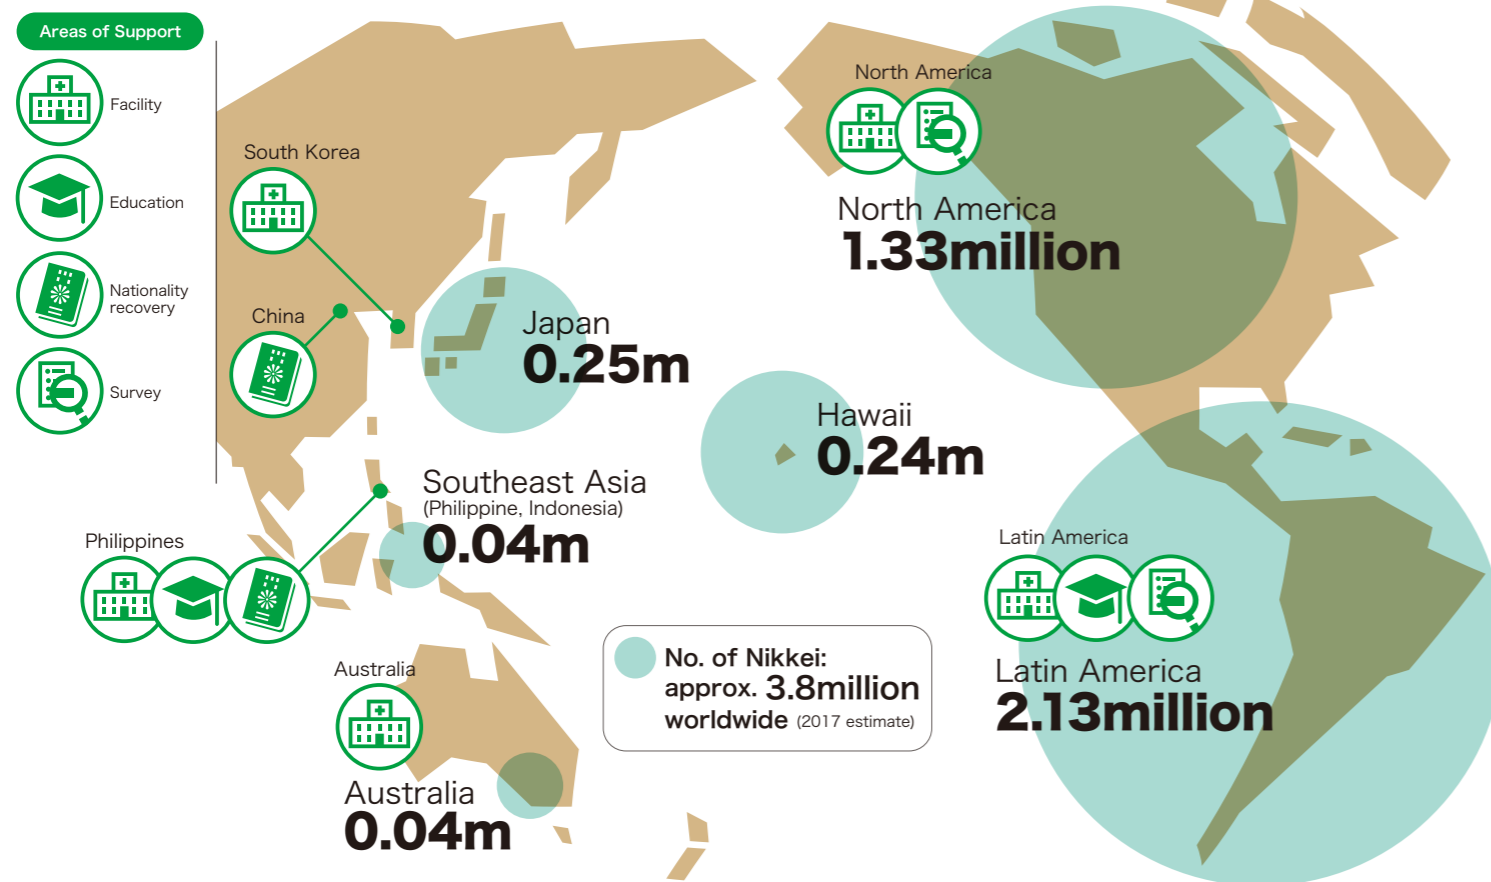 Areas of Support
Facility
Education
Nationality
recovery
Survey
South Korea
China
Japan
0.25m
Southeast Asia
(Philippine, Indonesia)
0.04m
Philippines
Australia
Australia
0.04m
North America
North America
1.33million
Hawaii
0.24m
Latin America
Latin America
2.13million
No. of Nikkei:
approx. 3.8million
worldwide (2017 estimate)